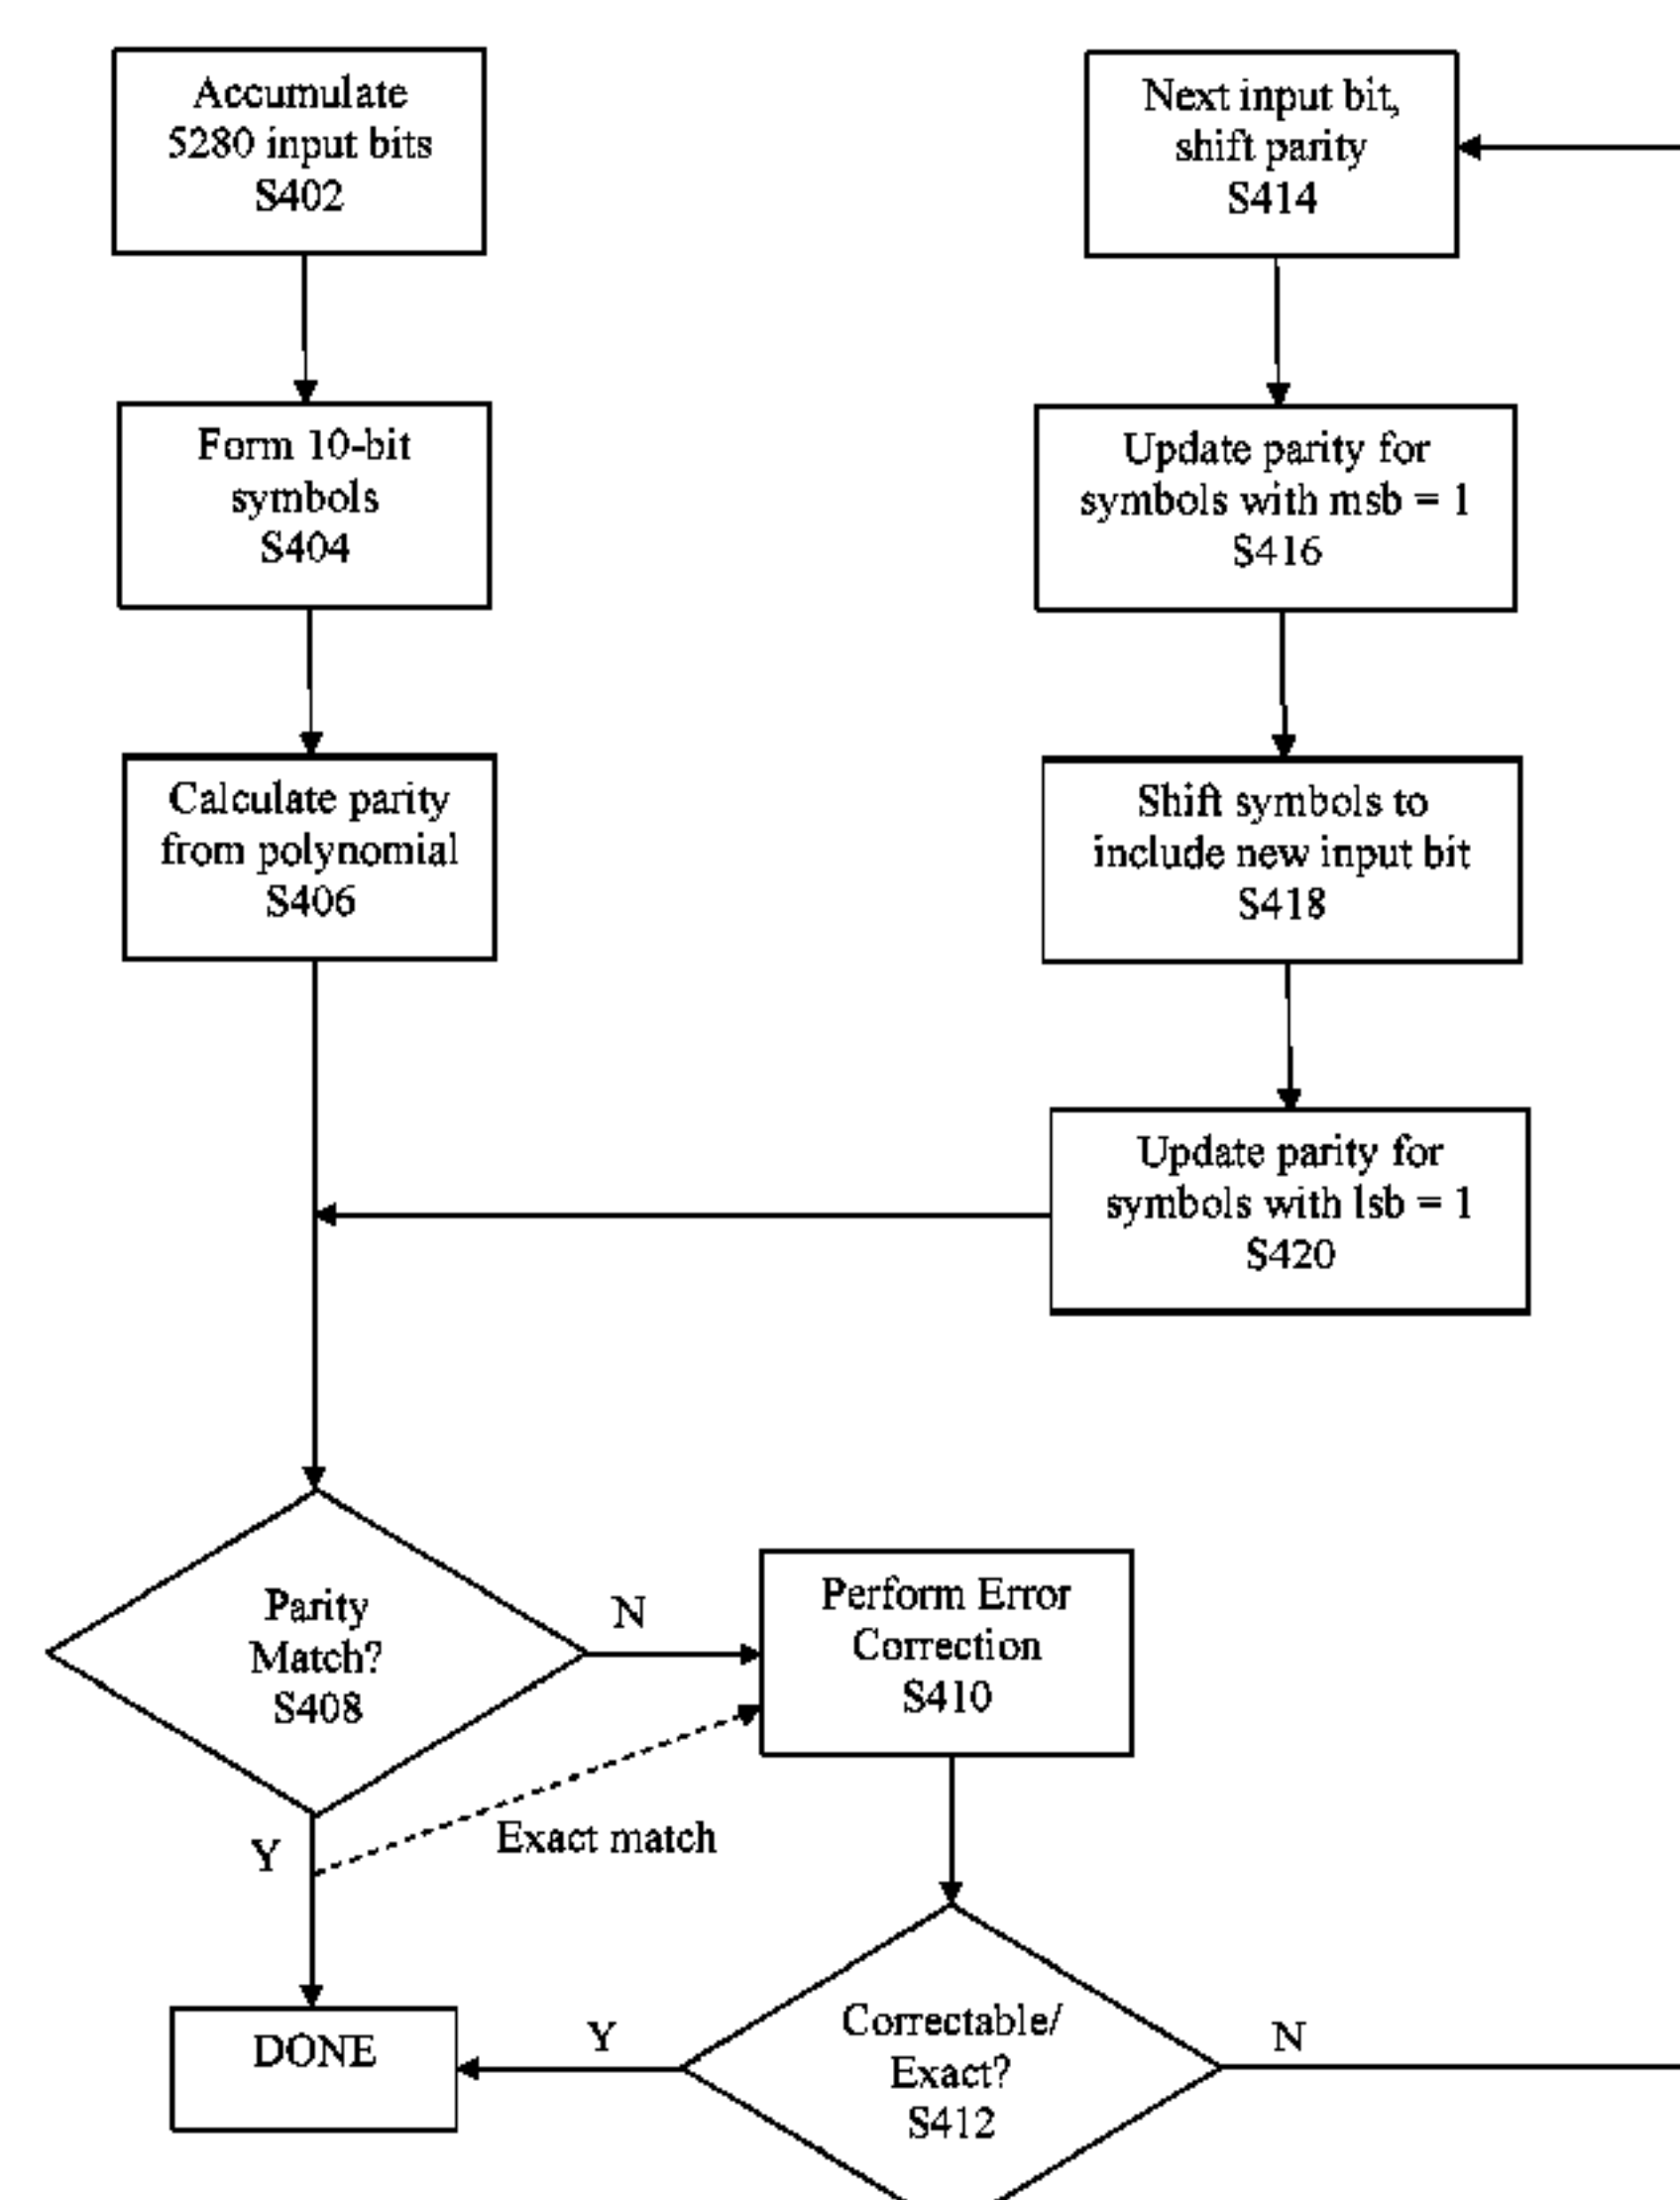 Accumulate
5280 input bits
S402
Form 10-bit
symbols
S404
Calculate parity
from polynomial
S406
Next input bit,
shift parity
S414
Update parity for
symbols with msb = 1
S416
Shift symbols to
include new input bit
S418
Update parity for
symbols with lsb = 1
S420
Parity
Match?
S408
N
Perform Error
Correction
S410
Y
Exact match
DONE
Y
Correctable/
Exact?
S412
N